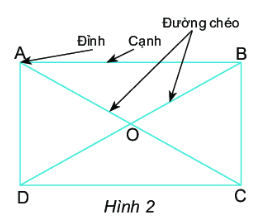 Đường chéo
Đỉnh Cạnh
A B
O
D C
Hình 2